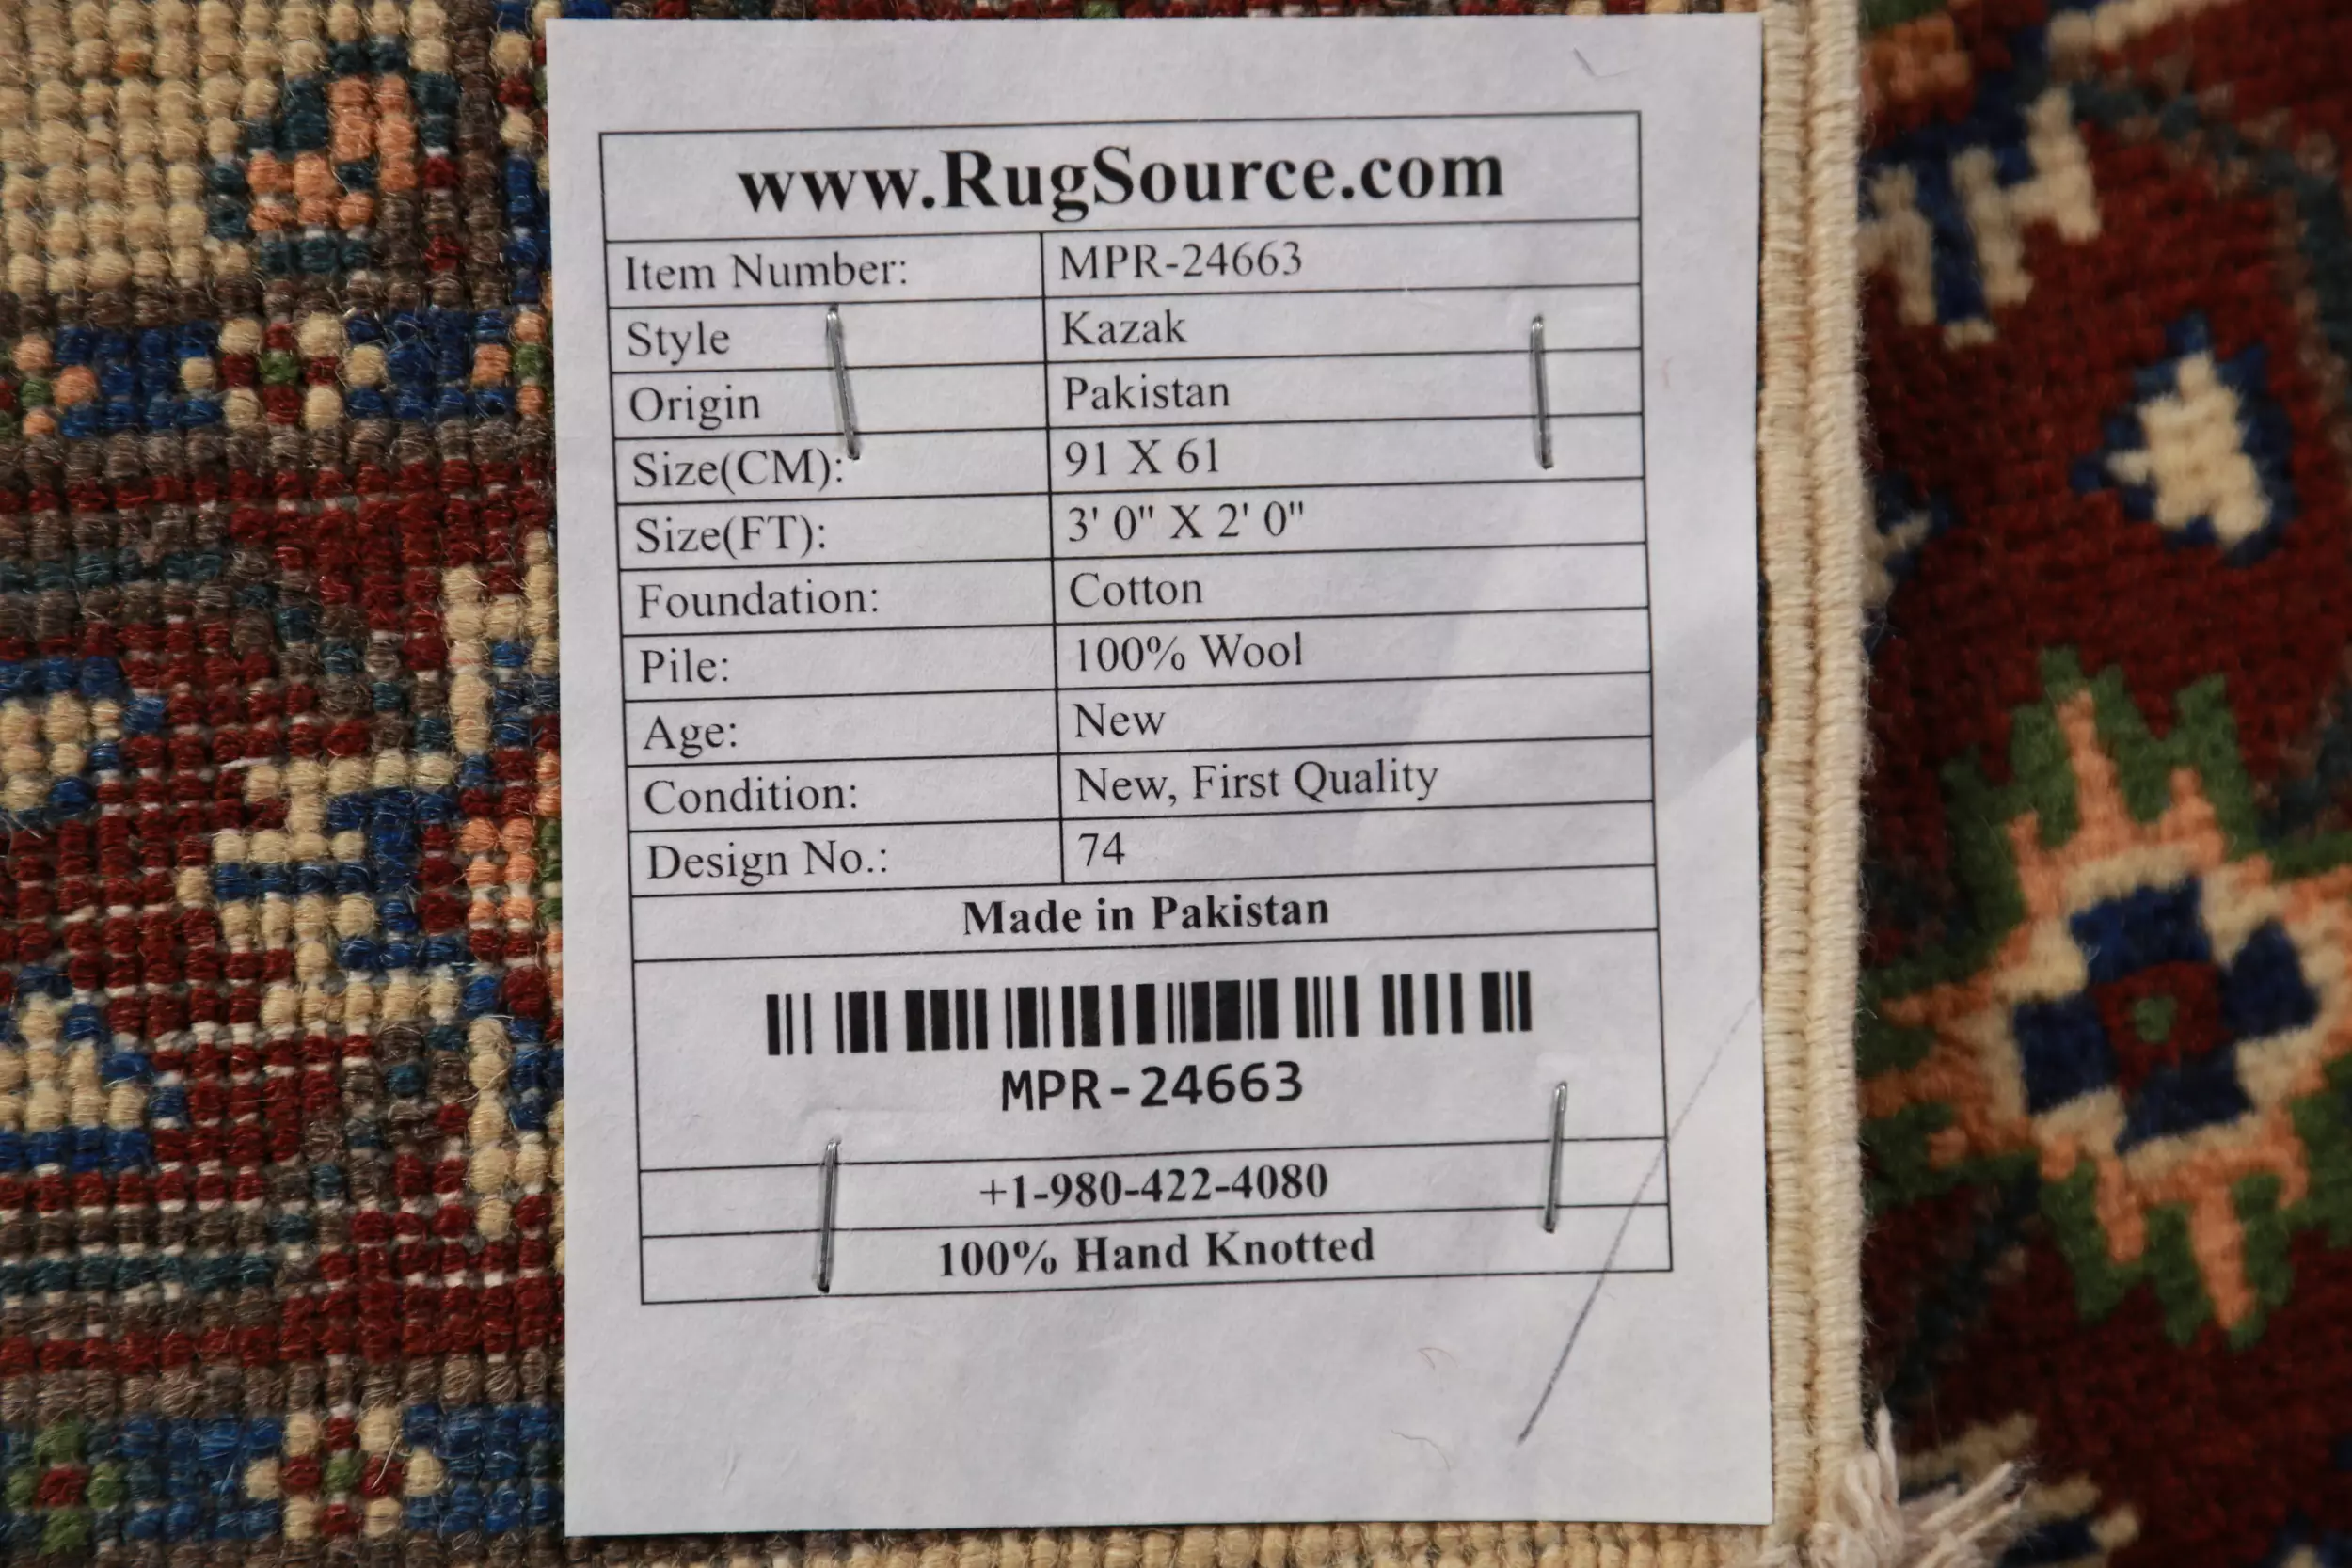 www.RugSource.com
Item Number: MPR-24663
Style Kazak
Origin Pakistan
Size(CM): 91 X 61
Size(FT): 3' 0" X 2' 0"
Foundation: Cotton
Pile: 100% Wool
Age: New
Condition: New, First Quality
Design No.: 74
Made in Pakistan
MPR-24663
+1-980-422-4080
100% Hand Knotted